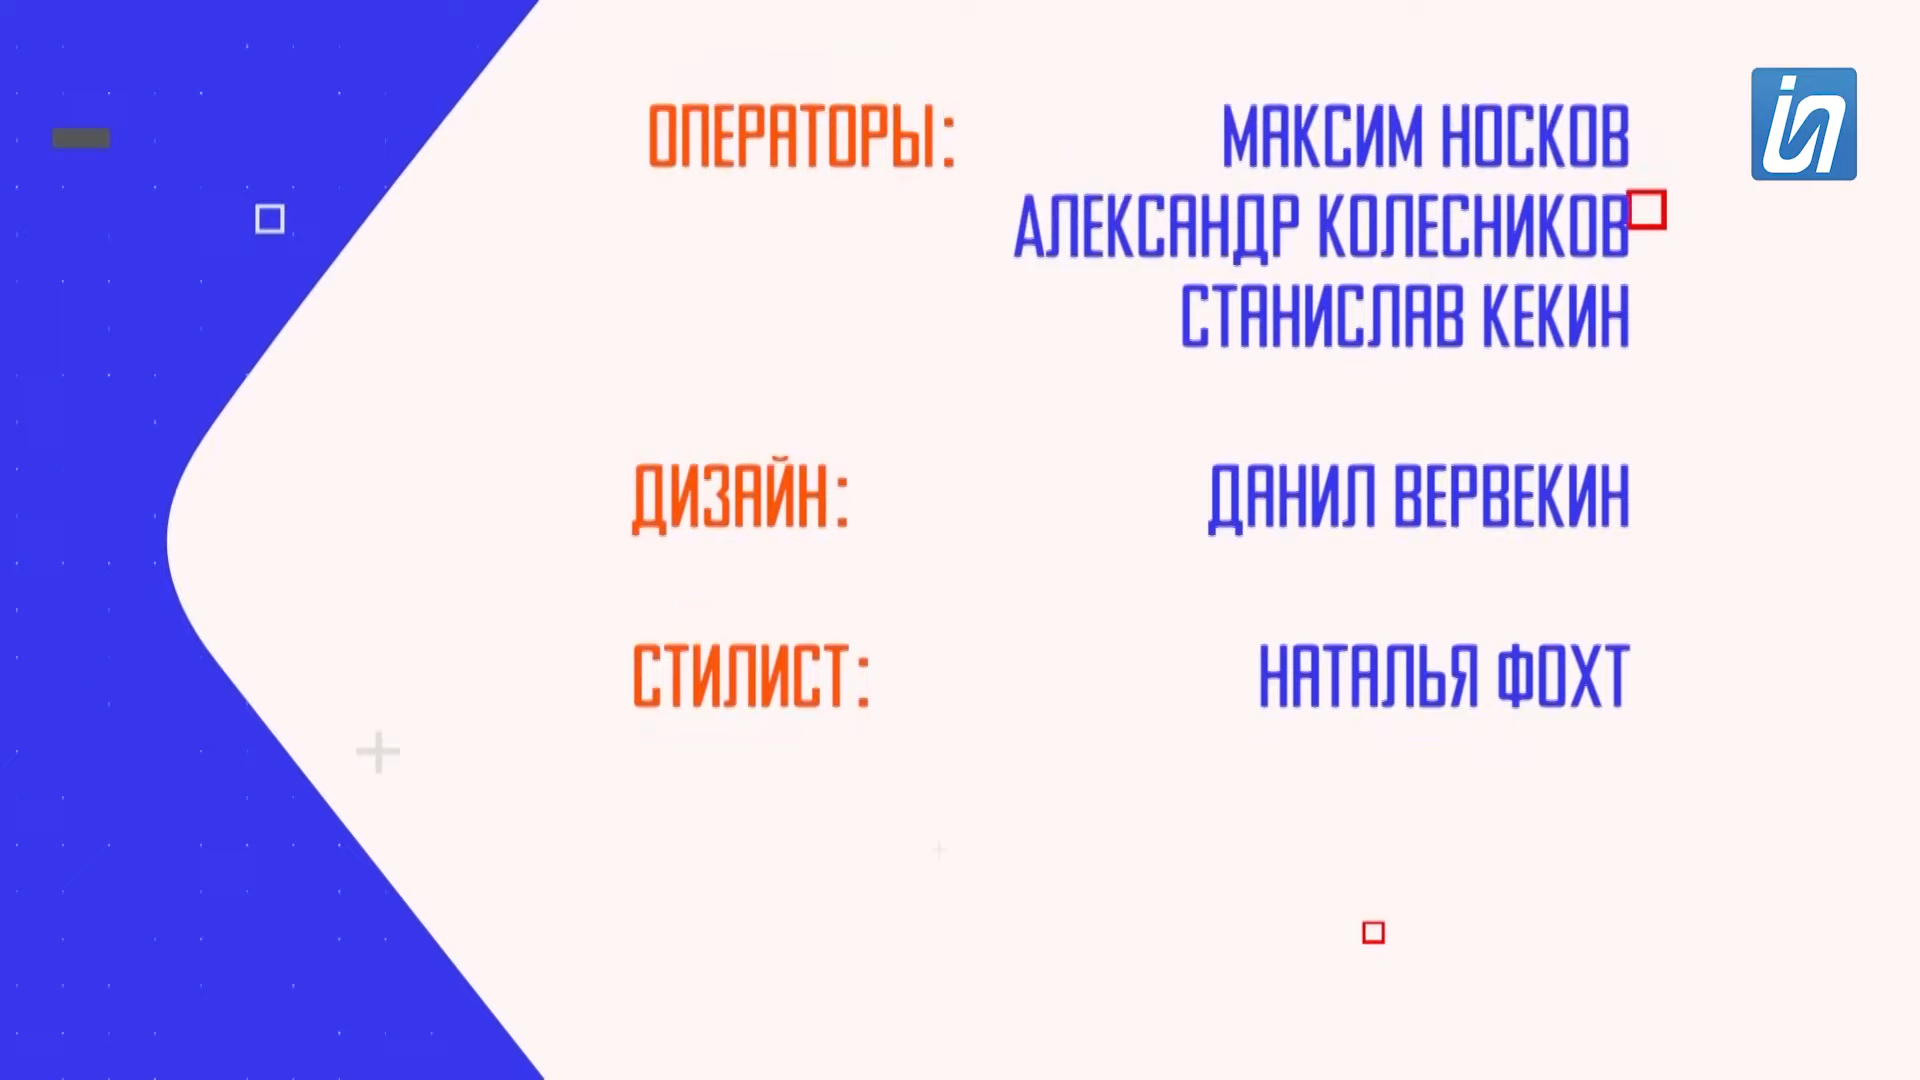 ОПЕРАТОРЫ: МАКСИМ НОСКОВ
АЛЕКСАНДР КОЛЕСНИКОВ
СТАНИСЛАВ КЕКИН
ДИЗАЙН: ДАНИЛ ВЕРВЕКИН
СТИЛИСТ: НАТАЛЬЯ ФОХТ